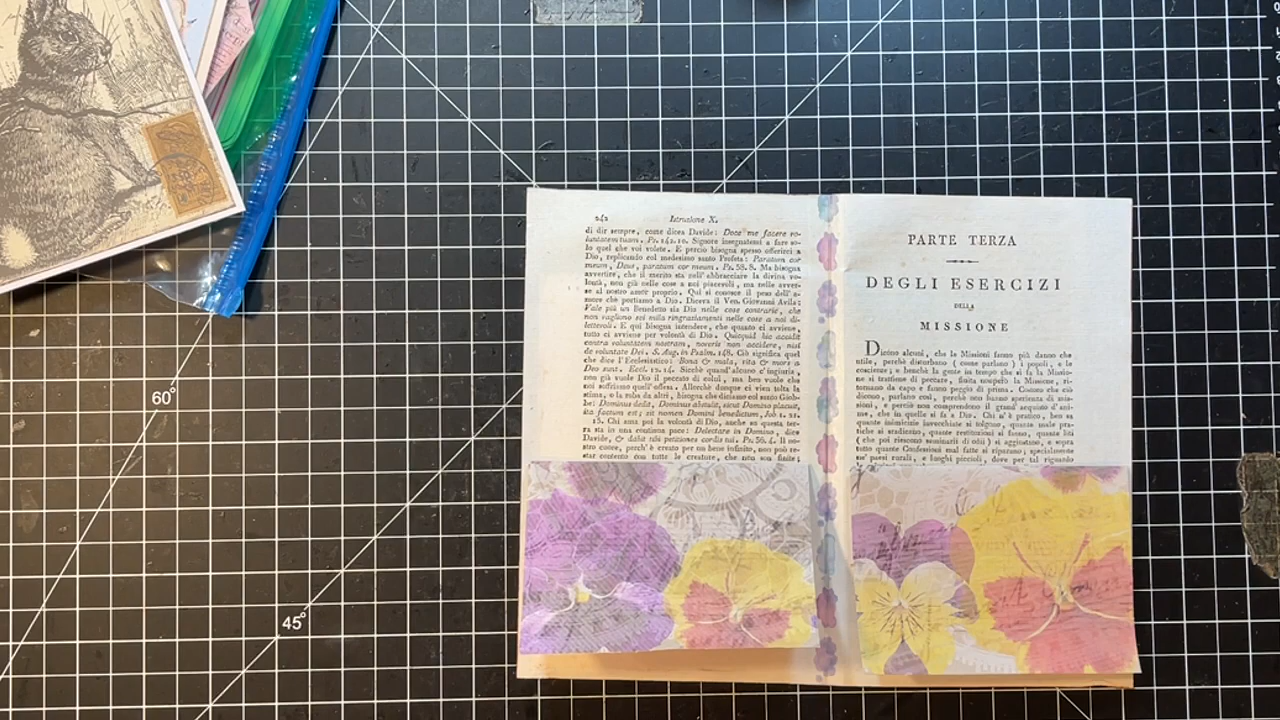 242 Istruzione X.
di dir sempre, come dicea Davide: Doce me facere vo-
luntatem tuam. Ps. 142. 10. Signore insegnatemi a fare so-
lo quel che voi volete. E perciò bisogna spesso offerirci a
Dio, replicando col medesimo santo Profeta: Paratum cor
meum, Deus, paratum cor meum. Ps. 56. 8. Ma bisogna
avvertire, che il merito sta nell' abbracciare la divina vo-
lontà, non già nelle cose a noi piacevoli, ma nelle avver-
se al nostro amor proprio. Quì si conosce il peso dell' a-
more che portiamo a Dio. Dicera il Ven. Giovanni Avila:
Vale più un Benedetto sia Dio nelle cose contrarie, che
non vagliono sei mila ringraziamenti nelle cose a noi di-
lettevoli. E quì bisogna intendere, che quanto ci avviene,
tutto ci avviene per volontà di Dio. Quicquid hic accidit
contra voluntatem nostram, noveris non accidere, nisi
de voluntate Dei. S. Aug. in Psalm. 148. Ciò significa quel
che dice l'Ecclesiastico: Bona & mala, vita & mors a
Deo sunt. Eccl. 11. 14. Sicchè quand'alcuno c'ingiuria,
non già vuole Dio il peccato di colui, ma ben vuole che
noi soffriamo quell'offesa. Allorchè dunque ci vien tolta la
stima, o la roba da altri, bisogna che diciamo col santo Giob-
be: Dominus dedit, Dominus abstulit, sicut Domino placuit,
ita factum est; sit nomen Domini benedictum, Job 1. 21.
15. Chi ama poi la volontà di Dio, anche su questa ter-
ra sta in una continua pace: Delectare in Domino, dice
Davide, & dabit tibi petitiones cordis tui. Ps. 36. 4. Il no-
stro cuore, perch' è creato per un bene infinito, non può re-
star contento con tutte le creature, che non son finite;
PARTE TERZA
DEGLI ESERCIZI
DELLA
MISSIONE
Dicono alcuni, che le Missioni fanno più danno che
utile, perchè disturbano ( come parlano ) i popoli, e le
coscienze; e benchè la gente in tempo che si fa la Missio-
ne si trattiene di peccare, finita nonperò la Missione, ri-
tornano da capo e fanno peggio di prima. Costoro che ciò
dicono, parlano così, perchè non hanno sperienza di mis-
sioni, e perciò non comprendono il grand' acquisto d'ani-
me, che in quelle si fa a Dio. Chi n'è pratico, ben sa
quante inimicizie invecchiate si tolgono, quante male pra-
tiche si stadicano, quante restituzioni si fanno, quante liti
( che poi riescono seminarii di odii ) si aggiustano, e sopra
tutto quante Confessioni mal fatte si riparano; specialmente
ne' paesi rurali, e luoghi piccioli, dove per tal riguardo
60°
45°